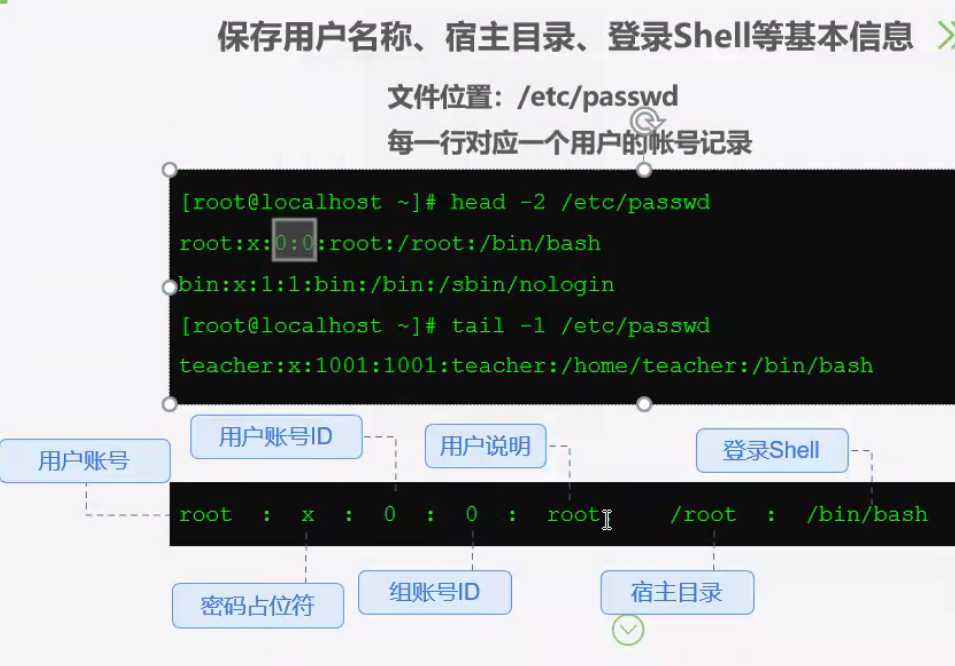 保存用户名称、宿主目录、登录Shell等基本信息
文件位置：/etc/passwd
每一行对应一个用户的帐号记录
[root@localhost ~]# head -2 /etc/passwd
root:x:0:0:root:/root:/bin/bash
bin:x:1:1:bin:/bin:/sbin/nologin
[root@localhost ~]# tail -1 /etc/passwd
teacher:x:1001:1001:teacher:/home/teacher:/bin/bash
用户账号
用户账号ID
用户说明
登录Shell
root : x : 0 : 0 : root: /root : /bin/bash
密码占位符
组账号ID
宿主目录